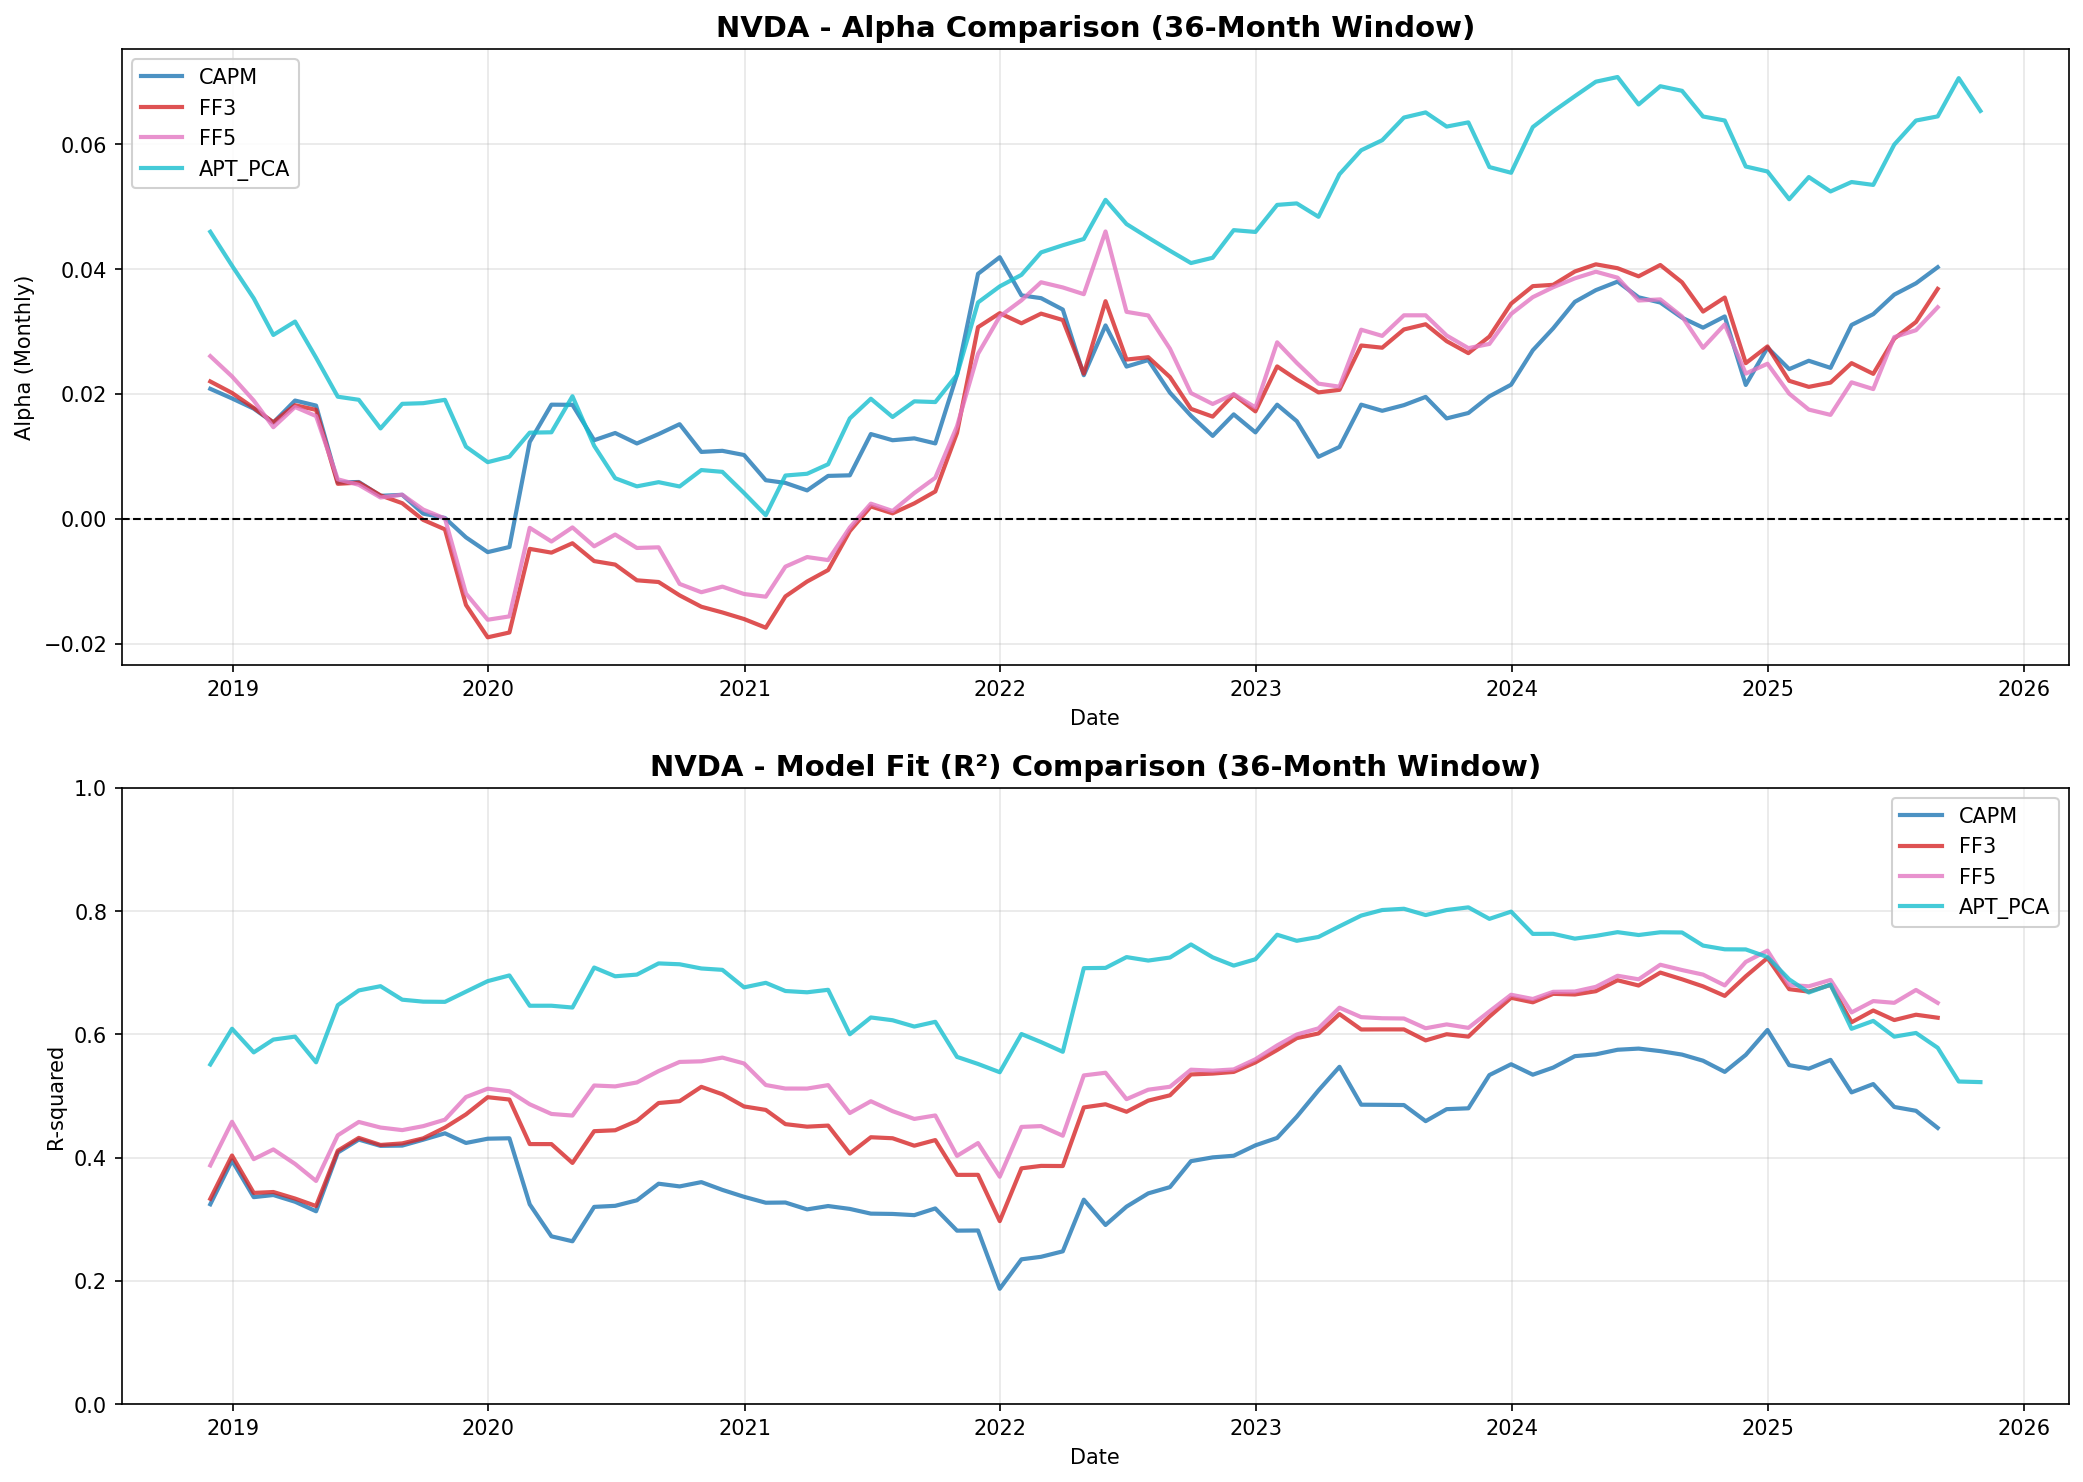 NVDA - Alpha Comparison (36-Month Window)
CAPM
FF3
FF5
APT_PCA
Alpha (Monthly)
0.06
0.04
0.02
0.00
−0.02
2019 2020 2021 2022 2023 2024 2025 2026
Date
NVDA - Model Fit (R²) Comparison (36-Month Window)
CAPM
FF3
FF5
APT_PCA
R-squared
1.0
0.8
0.6
0.4
0.2
0.0
2019 2020 2021 2022 2023 2024 2025 2026
Date